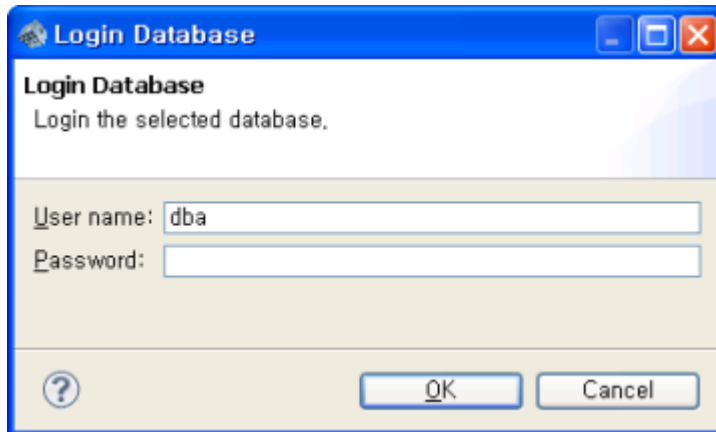 Login Database
Login Database
Login the selected database.
User name: dba
Password:
?
OK
Cancel